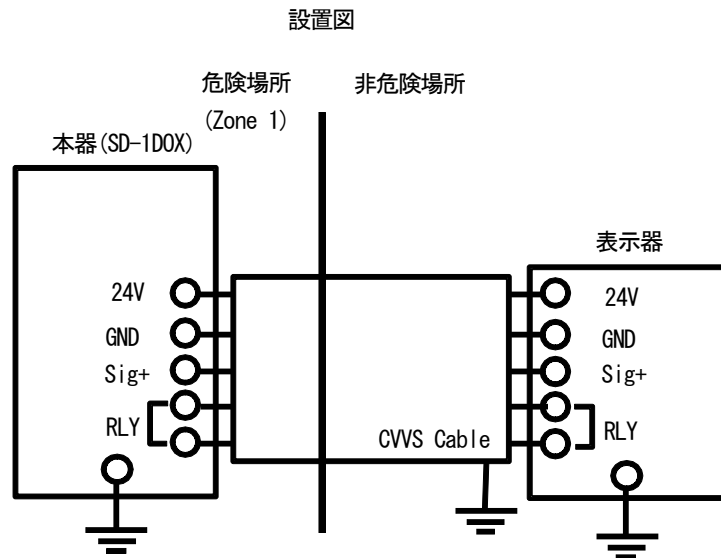 設置図
危険場所
(Zone 1)
非危険場所
本器(SD-1DOX)
表示器
24V
GND
Sig+
RLY
CVVS Cable
24V
GND
Sig+
RLY